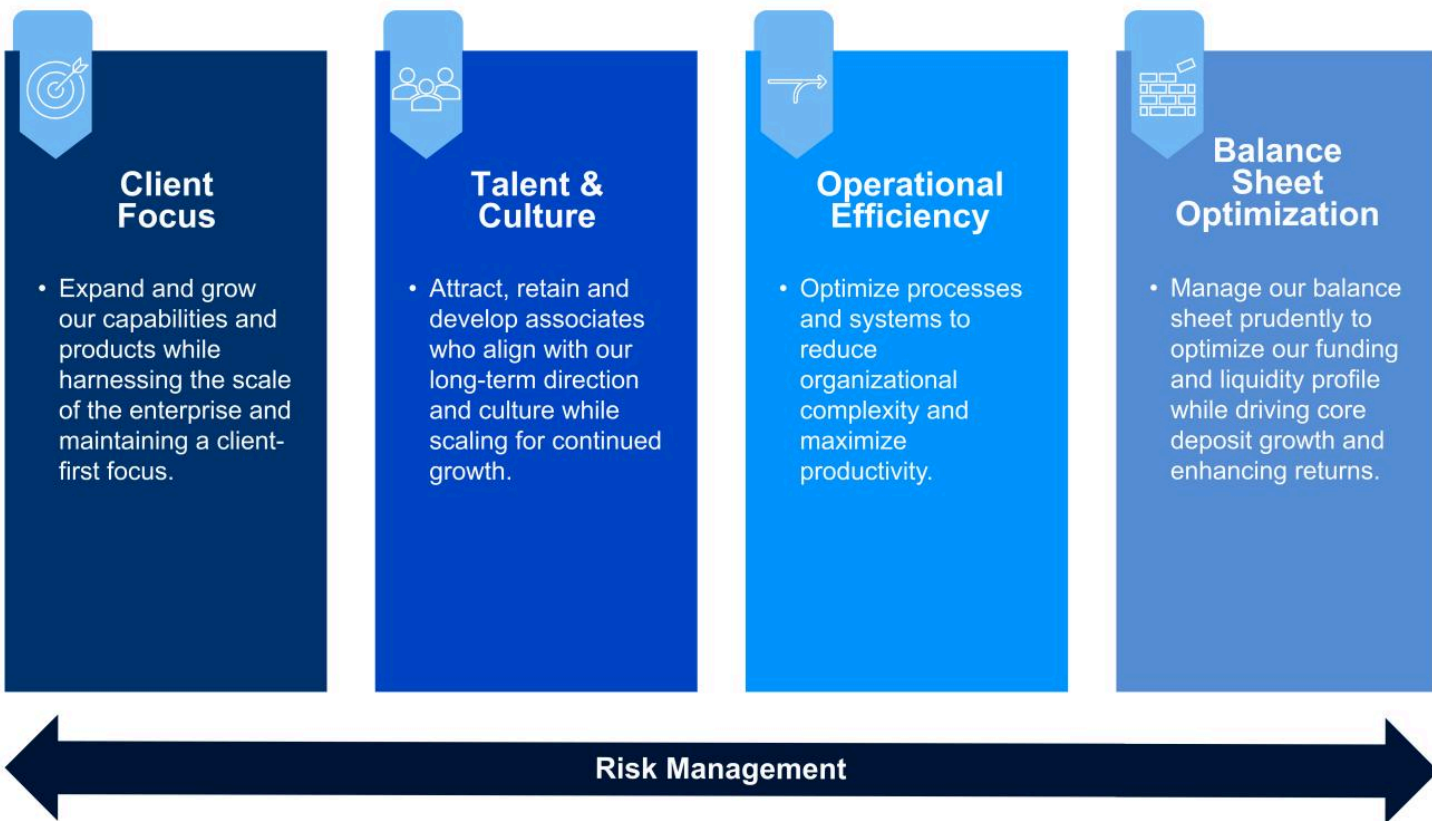 Client
Focus
• Expand and grow
our capabilities and
products while
harnessing the scale
of the enterprise and
maintaining a client-
first focus.
Talent &
Culture
• Attract, retain and
develop associates
who align with our
long-term direction
and culture while
scaling for continued
growth.
Operational
Efficiency
• Optimize processes
and systems to
reduce
organizational
complexity and
maximize
productivity.
Balance
Sheet
Optimization
• Manage our balance
sheet prudently to
optimize our funding
and liquidity profile
while driving core
deposit growth and
enhancing returns.
Risk Management